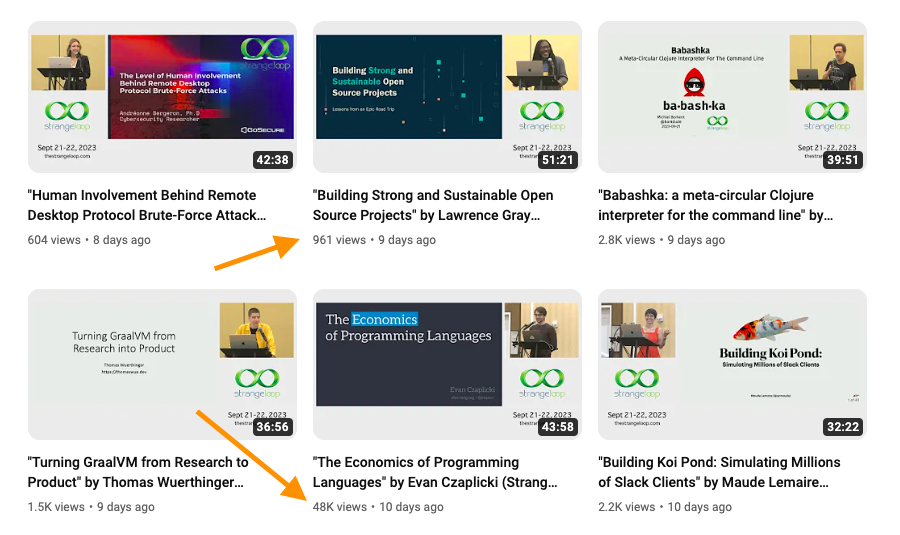 The Level of Human Involvement
Behind Remote Desktop
Protocol Brute-Force Attacks
Andréanne Bergeron, Ph.D
Cybersecurity Researcher
GOSECURE
strangeloop
strangeloop
Sept 21-22, 2023
thestrangeloop.com
42:38
"Human Involvement Behind Remote
Desktop Protocol Brute-Force Attack…
604 views • 8 days ago
Building Strong and
Sustainable Open
Source Projects
Lessons from an Epic Road Trip
strangeloop
Sept 21-22, 2023
51:21
"Building Strong and Sustainable Open
Source Projects" by Lawrence Gray…
961 views • 9 days ago
Babashka
A Meta-Circular Clojure Interpreter For The Command Line
ba·bash·ka
Michiel Borkent
@borkdude
strangeloop
Sept 21-22, 2023
39:51
"Babashka: a meta-circular Clojure
interpreter for the command line" by…
2.8K views • 9 days ago
Turning GraalVM from
Research into Product
Thomas Wuerthinger
strangeloop
Sept 21-22, 2023
36:56
"Turning GraalVM from Research to
Product" by Thomas Wuerthinger…
1.5K views • 9 days ago
The Economics
of Programming Languages
Evan Czaplicki
strangeloop
Sept 21-22, 2023
43:58
"The Economics of Programming
Languages" by Evan Czaplicki (Strang…
48K views • 10 days ago
Building Koi Pond:
Simulating Millions of Slack Clients
strangeloop
Sept 21-22, 2023
thestrangeloop.com
32:22
"Building Koi Pond: Simulating Millions
of Slack Clients" by Maude Lemaire…
2.2K views • 10 days ago